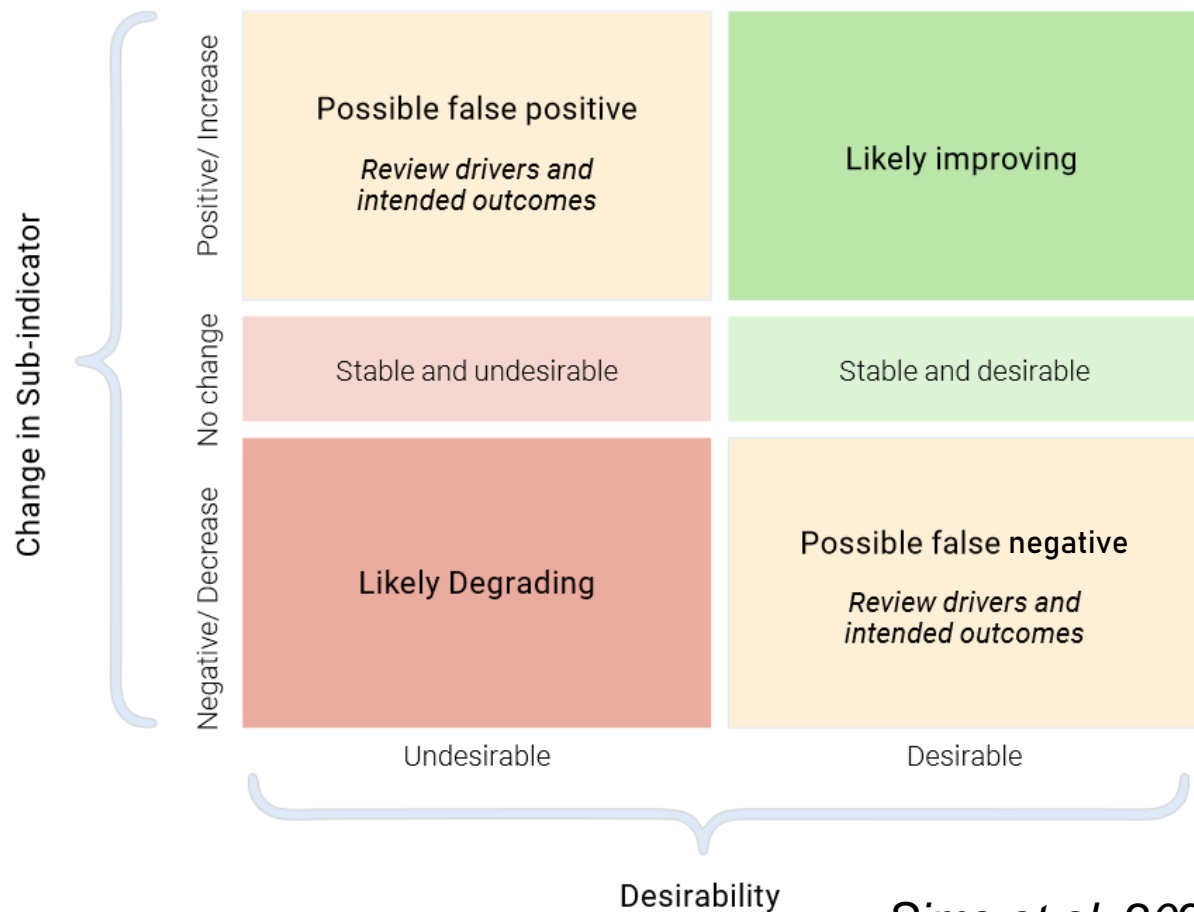 Change in Sub-indicator
Positive/ Increase
Possible false positive
Review drivers and
intended outcomes
Likely improving
No change
Stable and undesirable
Stable and desirable
Negative/ Decrease
Likely Degrading
Possible false negative
Review drivers and
intended outcomes
Undesirable
Desirable
Desirability